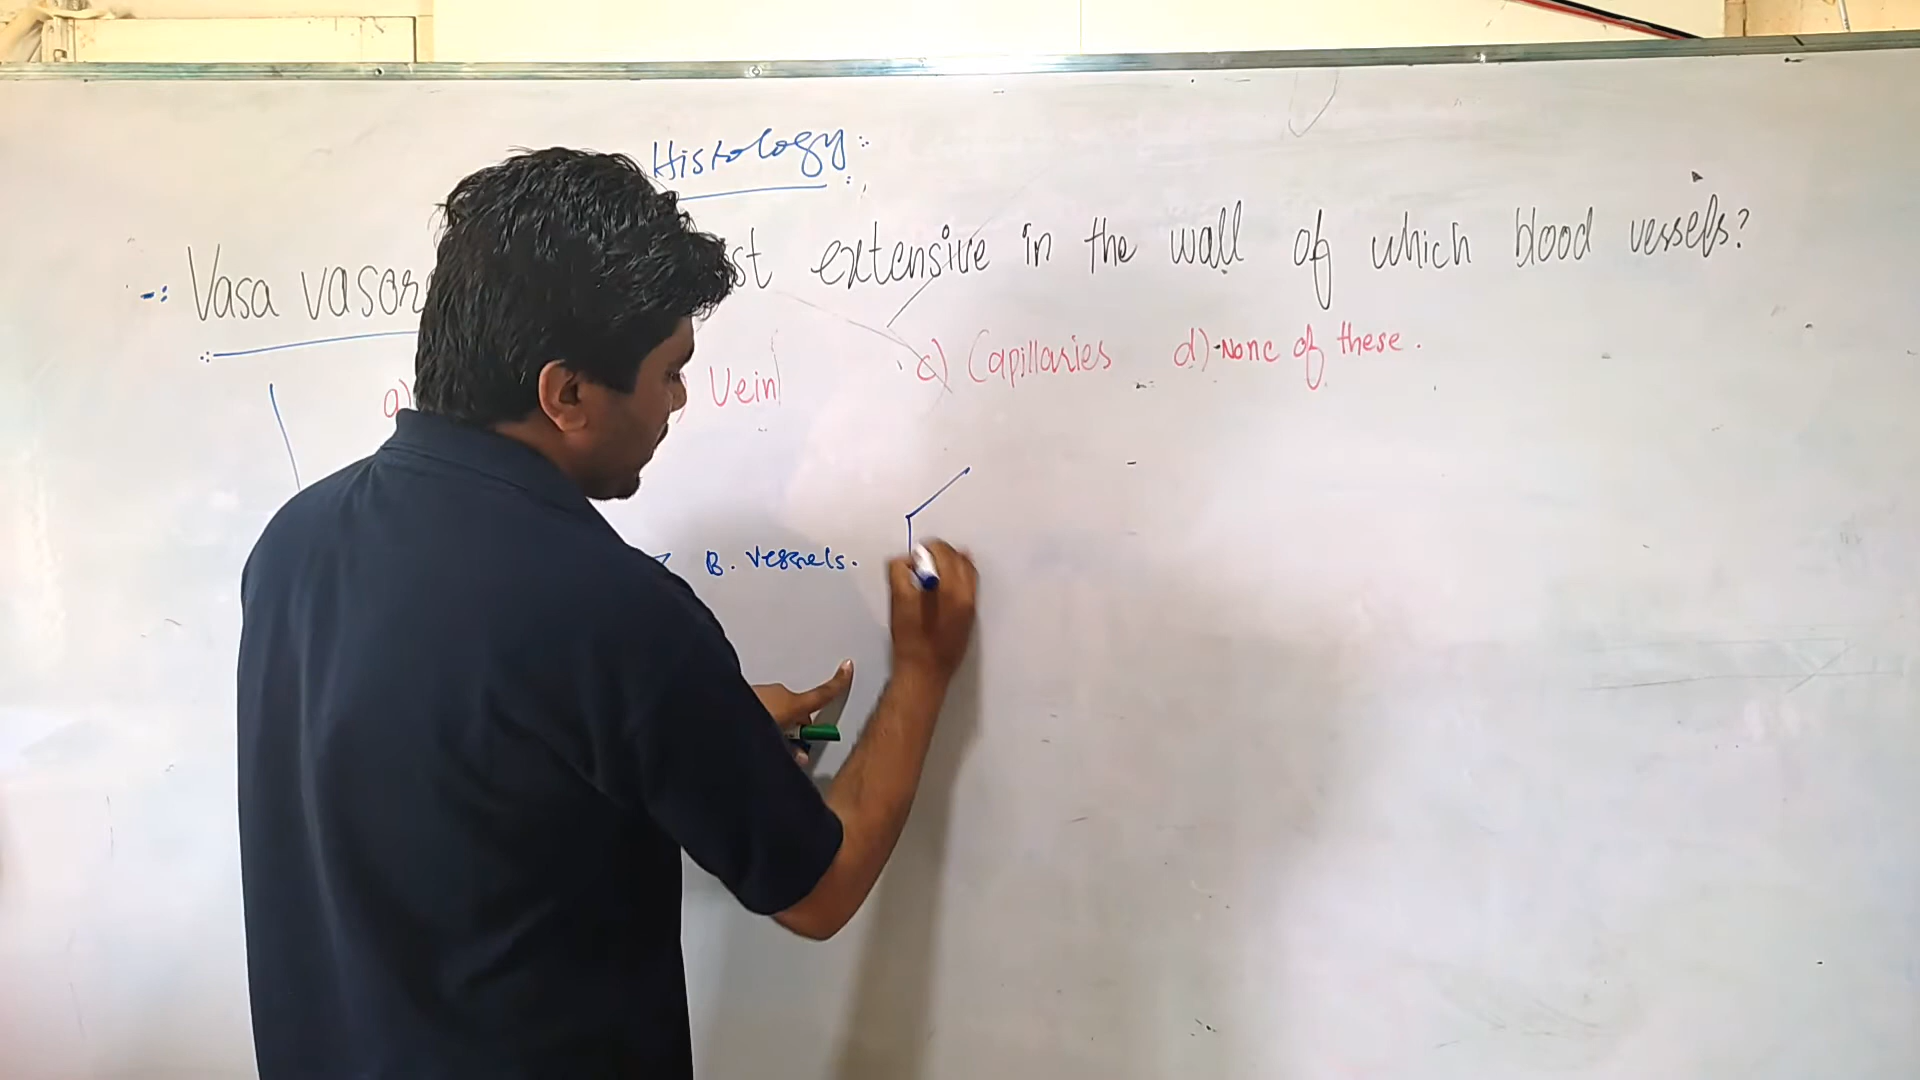 Histology:
-: Vasa vasor st extensive in the wall of which blood vessels?
a) ) Vein c) Capillaries d) None of these.
B. Vessels.